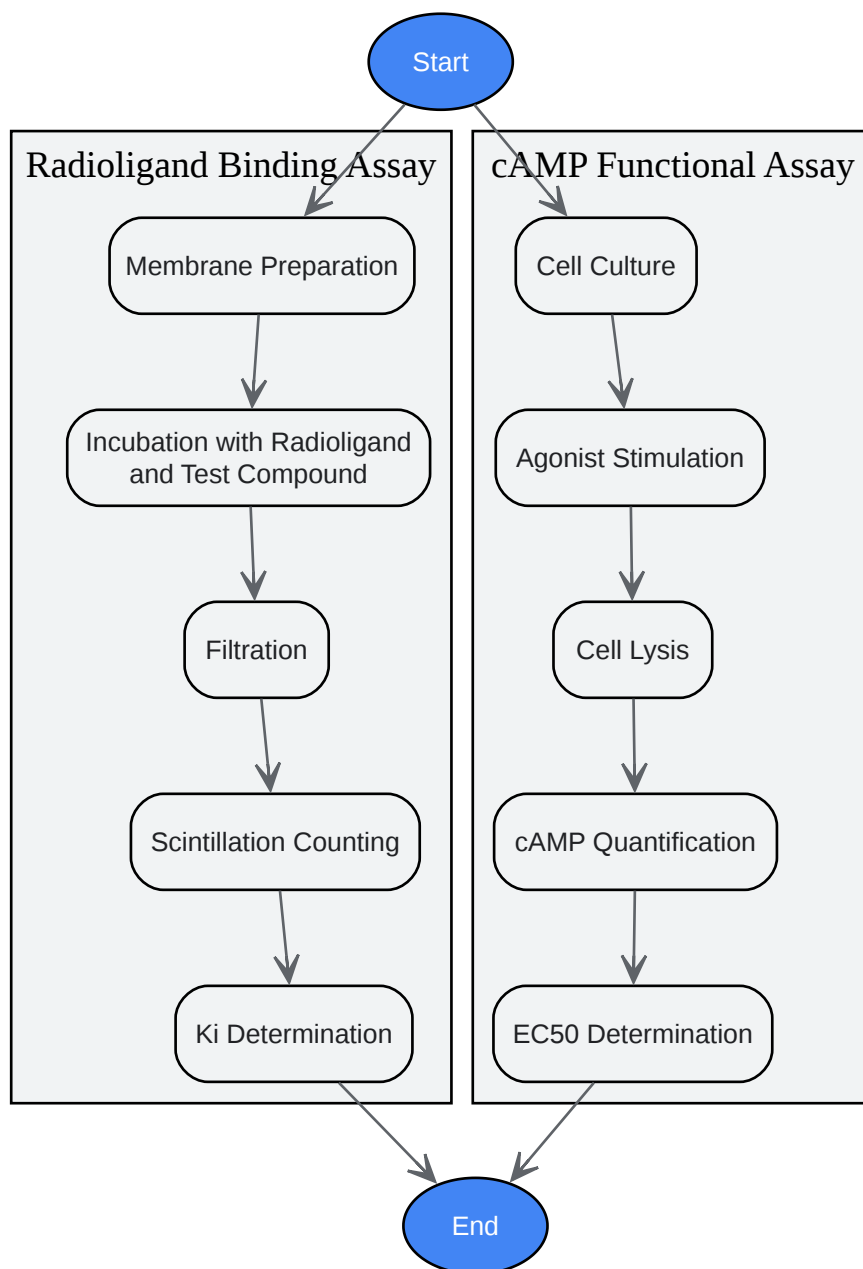 Start
Radioligand Binding Assay
Membrane Preparation
Incubation with Radioligand
and Test Compound
Filtration
Scintillation Counting
Ki Determination
cAMP Functional Assay
Cell Culture
Agonist Stimulation
Cell Lysis
cAMP Quantification
EC50 Determination
End